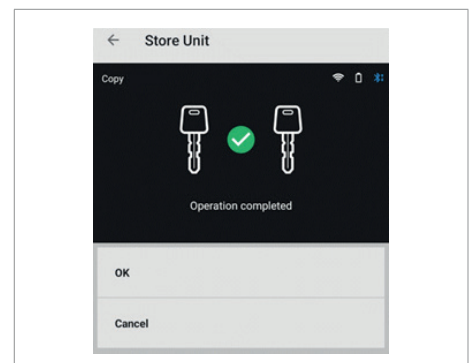 Store Unit
Copy
Operation completed
OK
Cancel